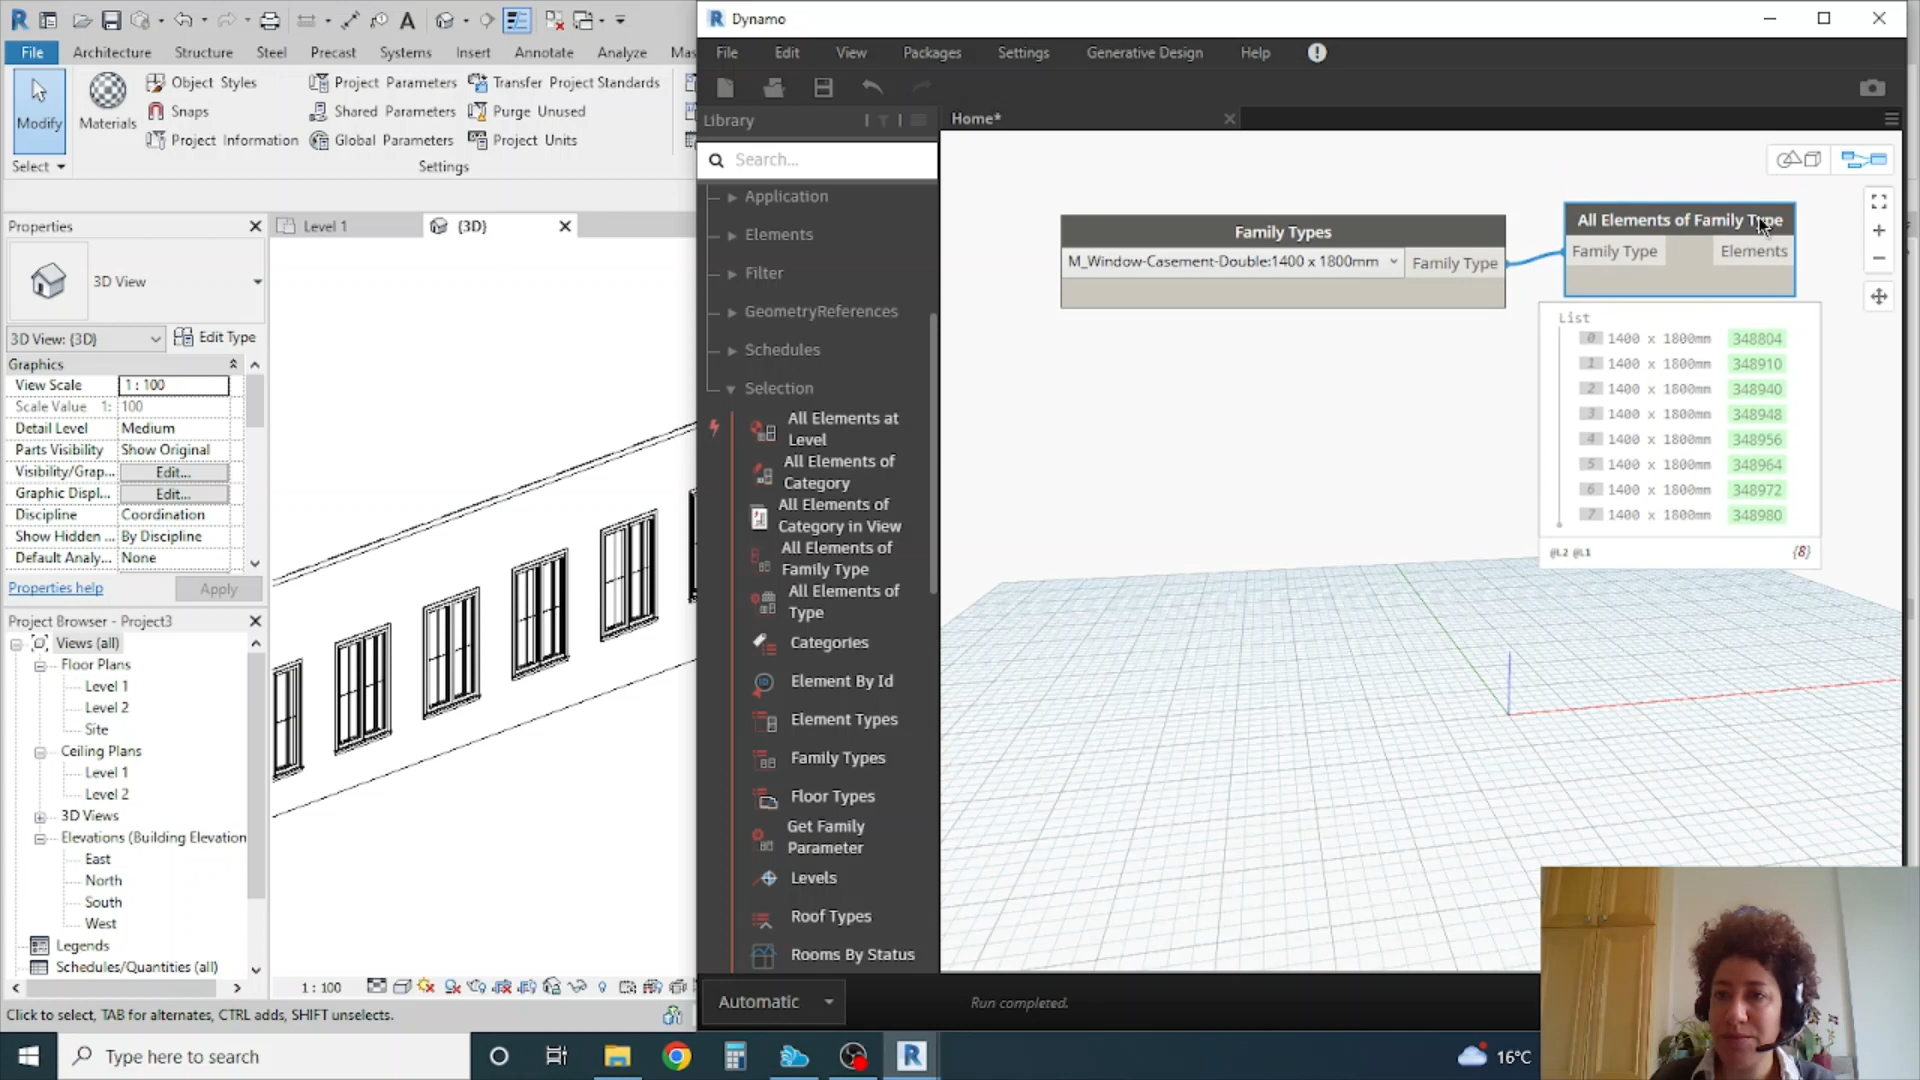 File
Architecture
Structure
Steel
Precast
Systems
Insert
Annotate
Analyze
Mas
Modify
Materials
Object Styles
Snaps
Project Information
Project Parameters
Shared Parameters
Global Parameters
Transfer Project Standards
Purge Unused
Project Units
Select
Settings
Properties
3D View
3D View: {3D}
Edit Type
Graphics
View Scale
1 : 100
Scale Value 1:
100
Detail Level
Medium
Parts Visibility
Show Original
Visibility/Grap...
Edit...
Graphic Displ...
Edit...
Discipline
Coordination
Show Hidden ...
By Discipline
Default Analy...
None
Properties help
Apply
Project Browser - Project3
Views (all)
Floor Plans
Level 1
Level 2
Site
Ceiling Plans
Level 1
Level 2
3D Views
Elevations (Building Elevation
East
North
South
West
Legends
Schedules/Quantities (all)
Level 1
{3D}
1 : 100
Click to select, TAB for alternates, CTRL adds, SHIFT unselects.
R Dynamo
File
Edit
View
Packages
Settings
Generative Design
Help
Library
Search...
Application
Elements
Filter
GeometryReferences
Schedules
Selection
All Elements at
Level
All Elements of
Category
All Elements of
Category in View
All Elements of
Family Type
All Elements of
Type
Categories
Element By Id
Element Types
Family Types
Floor Types
Get Family
Parameter
Levels
Roof Types
Rooms By Status
Automatic
Run completed.
Home*
Family Types
M_Window-Casement-Double:1400 x 1800mm
Family Type
All Elements of Family Type
Family Type
Elements
List
0 1400 x 1800mm 348804
1 1400 x 1800mm 348910
2 1400 x 1800mm 348940
3 1400 x 1800mm 348948
4 1400 x 1800mm 348956
5 1400 x 1800mm 348964
6 1400 x 1800mm 348972
7 1400 x 1800mm 348980
@L2 @L1
{8}
Type here to search
R
16°C